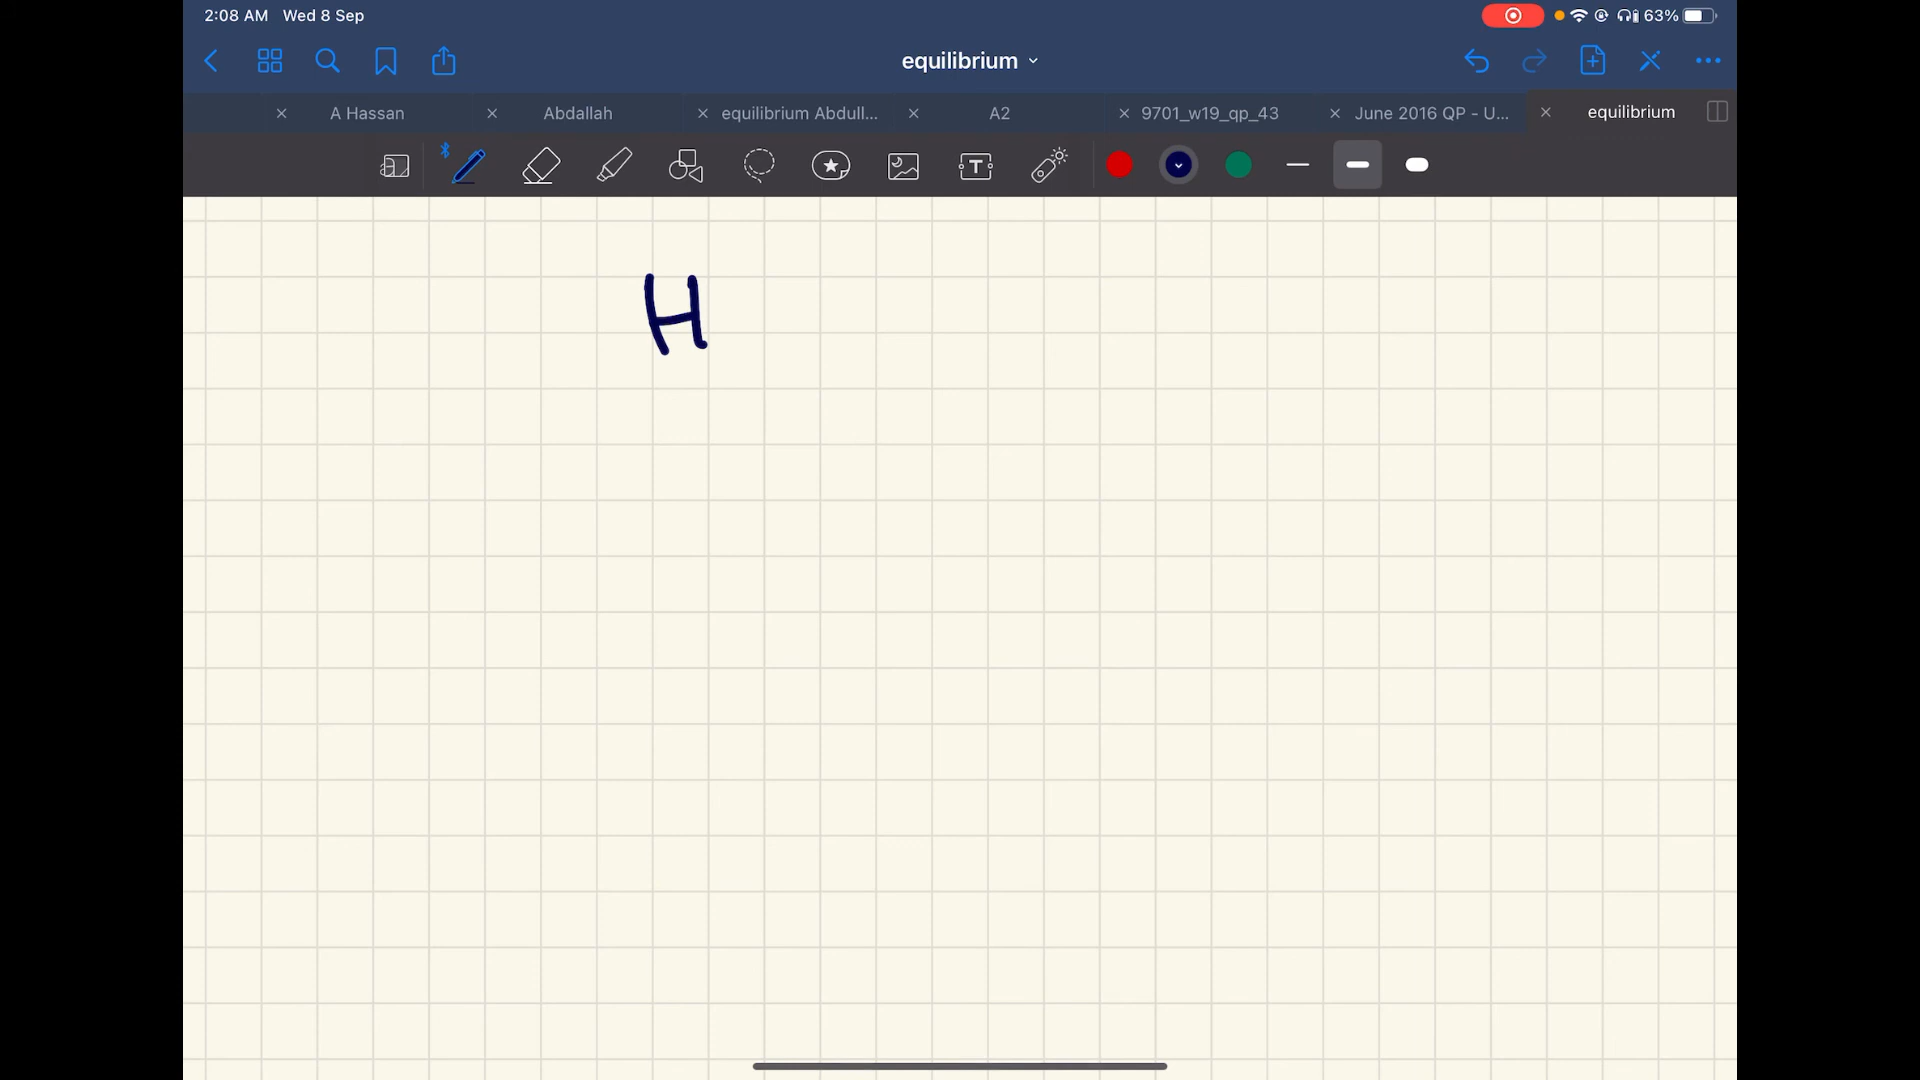 2:08 AM Wed 8 Sep 63%
equilibrium
A Hassan Abdallah equilibrium Abdull... A2 9701_w19_qp_43 June 2016 QP - U... equilibrium
T
H